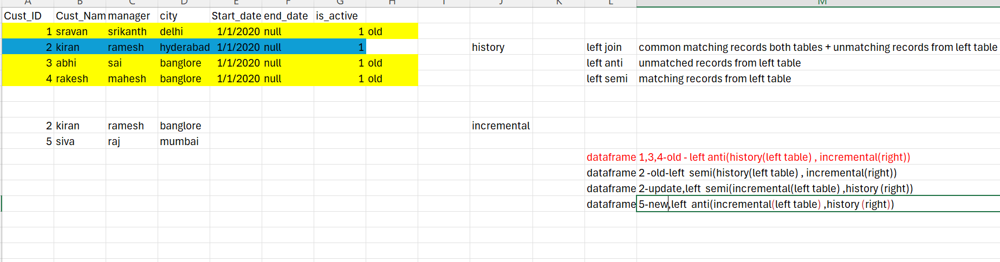 A B C D E F G H I J K L M
Cust_ID Cust_Nam manager city Start_date end_date is_active
1 sravan srikanth delhi 1/1/2020 null 1 old
2 kiran ramesh hyderabad 1/1/2020 null 1 history left join common matching records both tables + unmatching records from left table
3 abhi sai banglore 1/1/2020 null 1 old left anti unmatched records from left table
4 rakesh mahesh banglore 1/1/2020 null 1 old left semi matching records from left table
2 kiran ramesh banglore incremental
5 siva raj mumbai
dataframe 1,3,4-old - left anti(history(left table) , incremental(right))
dataframe 2 -old-left semi(history(left table) , incremental(right))
dataframe 2-update,left semi(incremental(left table) ,history (right))
dataframe 5-new,left anti(incremental(left table) ,history (right))